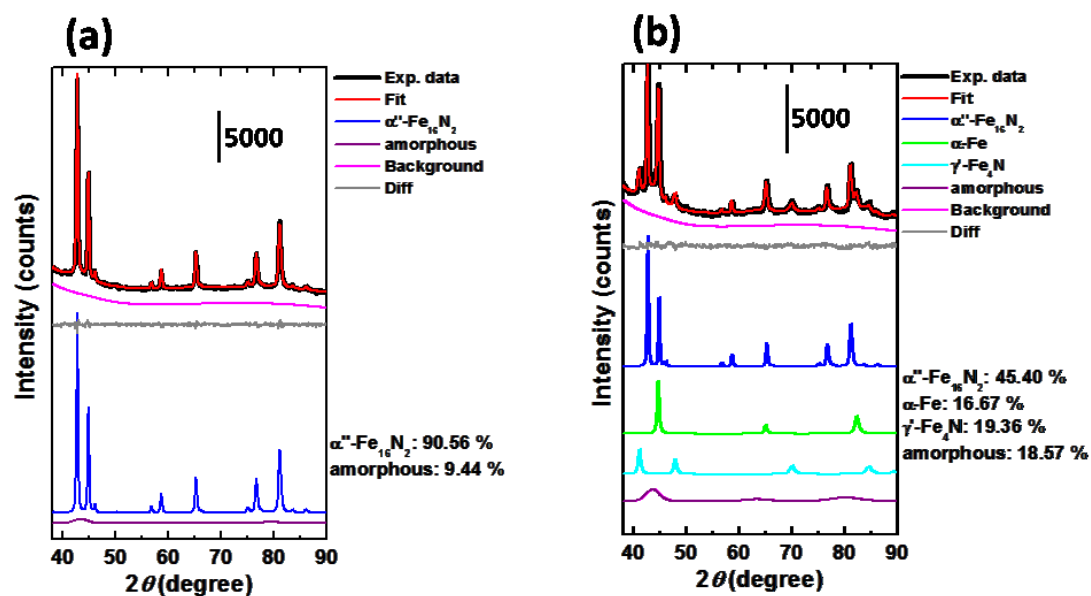 (a)
Exp. data
Fit
α''-Fe₁₆N₂
amorphous
Background
Diff
5000
Intensity (counts)
α''-Fe₁₆N₂: 90.56 %
amorphous: 9.44 %
40 50 60 70 80 90
2θ(degree)
(b)
Exp. data
Fit
α''-Fe₁₆N₂
α-Fe
γ'-Fe₄N
amorphous
Background
Diff
5000
Intensity (counts)
α''-Fe₁₆N₂: 45.40 %
α-Fe: 16.67 %
γ'-Fe₄N: 19.36 %
amorphous: 18.57 %
40 50 60 70 80 90
2θ(degree)